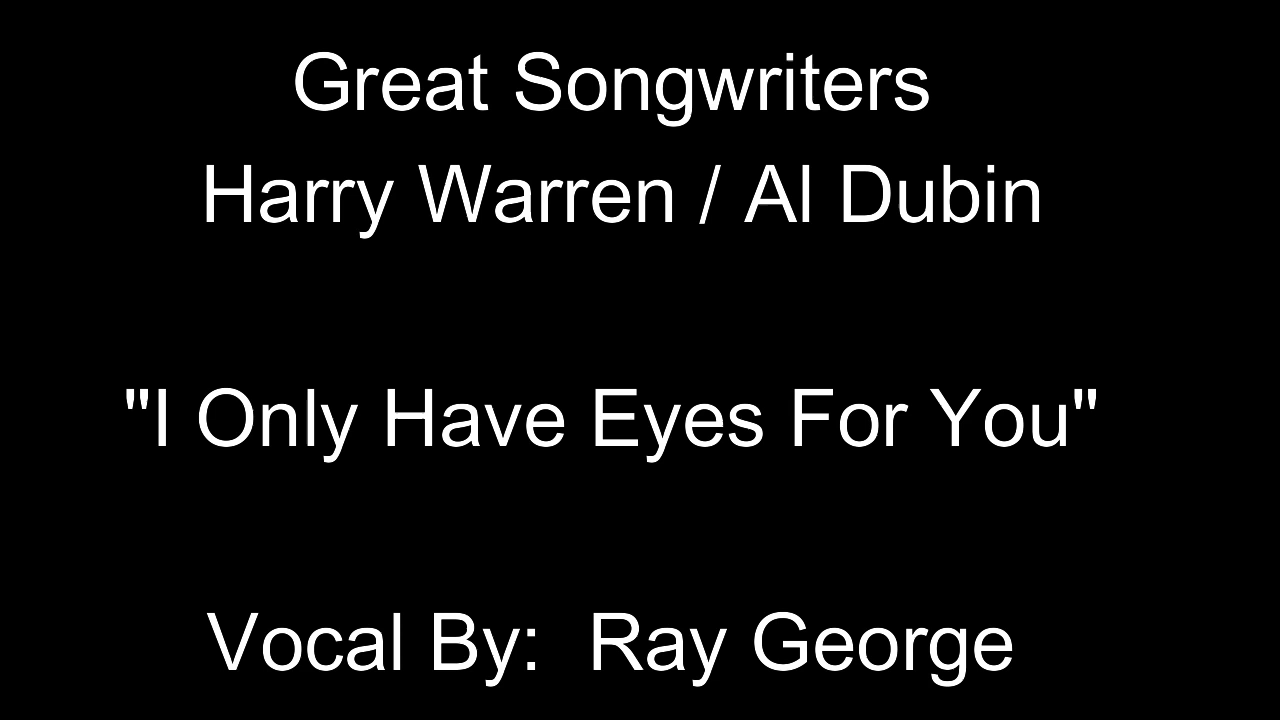 Great Songwriters
Harry Warren / Al Dubin
"I Only Have Eyes For You"
Vocal By:  Ray George